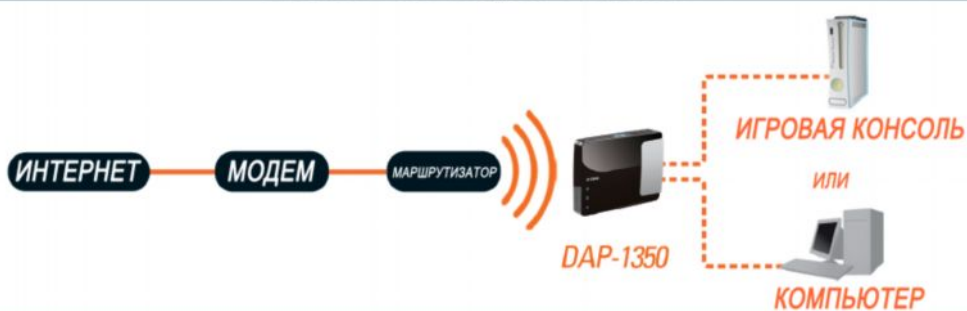 ИНТЕРНЕТ
МОДЕМ
МАРШРУТИЗАТОР
DAP-1350
ИГРОВАЯ КОНСОЛЬ
ИЛИ
КОМПЬЮТЕР